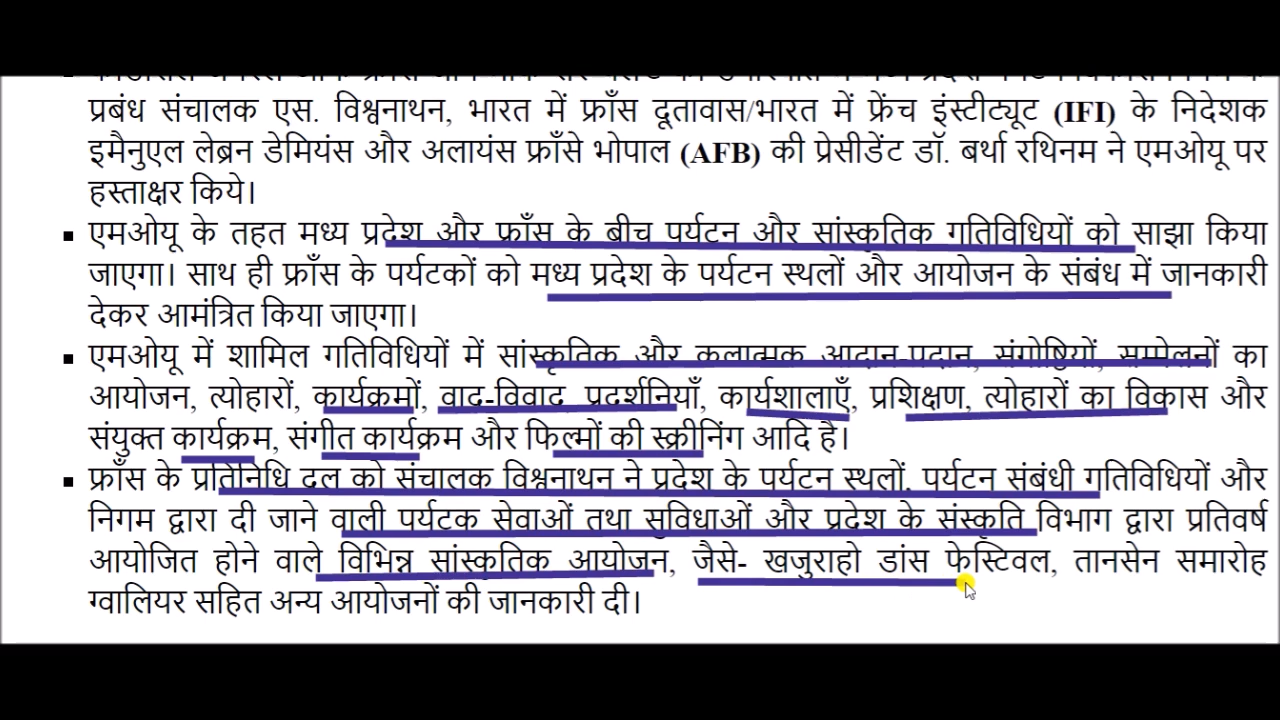 प्रबंध संचालक एस. विश्वनाथन, भारत में फ्राँस दूतावास/भारत में फ्रेंच इंस्टीट्यूट (IFI) के निदेशक
इमैनुएल लेब्रन डेमियंस और अलायंस फ्राँसे भोपाल (AFB) की प्रेसीडेंट डॉ. बर्था रथिनम ने एमओयू पर
हस्ताक्षर किये।
▪ एमओयू के तहत मध्य प्रदेश और फ्राँस के बीच पर्यटन और सांस्कृतिक गतिविधियों को साझा किया
जाएगा। साथ ही फ्राँस के पर्यटकों को मध्य प्रदेश के पर्यटन स्थलों और आयोजन के संबंध में जानकारी
देकर आमंत्रित किया जाएगा।
▪ एमओयू में शामिल गतिविधियों में सांस्कृतिक और कलात्मक आदान-प्रदान, संगोष्ठियों, सम्मेलनों का
आयोजन, त्योहारों, कार्यक्रमों, वाद-विवाद, प्रदर्शनियाँ, कार्यशालाएँ, प्रशिक्षण, त्योहारों का विकास और
संयुक्त कार्यक्रम, संगीत कार्यक्रम और फिल्मों की स्क्रीनिंग आदि है।
▪ फ्राँस के प्रतिनिधि दल को संचालक विश्वनाथन ने प्रदेश के पर्यटन स्थलों, पर्यटन संबंधी गतिविधियों और
निगम द्वारा दी जाने वाली पर्यटक सेवाओं तथा सुविधाओं और प्रदेश के संस्कृति विभाग द्वारा प्रतिवर्ष
आयोजित होने वाले विभिन्न सांस्कृतिक आयोजन, जैसे- खजुराहो डांस फेस्टिवल, तानसेन समारोह
ग्वालियर सहित अन्य आयोजनों की जानकारी दी।